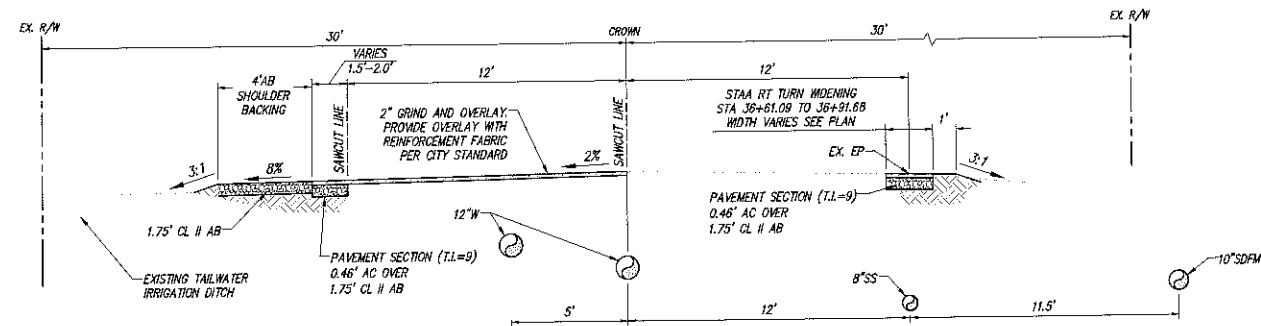 EX. R/W
EX. R/W
CROWN
30'
30'
VARIES
1.5'-2.0'
4'AB
SHOULDER
BACKING
12'
12'
SAWCUT LINE
SAWCUT LINE
2" GRIND AND OVERLAY.
PROVIDE OVERLAY WITH
REINFORCEMENT FABRIC
PER CITY STANDARD
STAA RT TURN WIDENING
STA 36+61.09 TO 36+91.68
WIDTH VARIES SEE PLAN
1'
2%
EX. EP
3:1
8%
3:1
PAVEMENT SECTION (T.I.=9)
0.46' AC OVER
1.75' CL II AB
1.75' CL II AB
12"W
PAVEMENT SECTION (T.I.=9)
0.46' AC OVER
1.75' CL II AB
EXISTING TAILWATER
IRRIGATION DITCH
8"SS
10"SDFM
5'
12'
11.5'